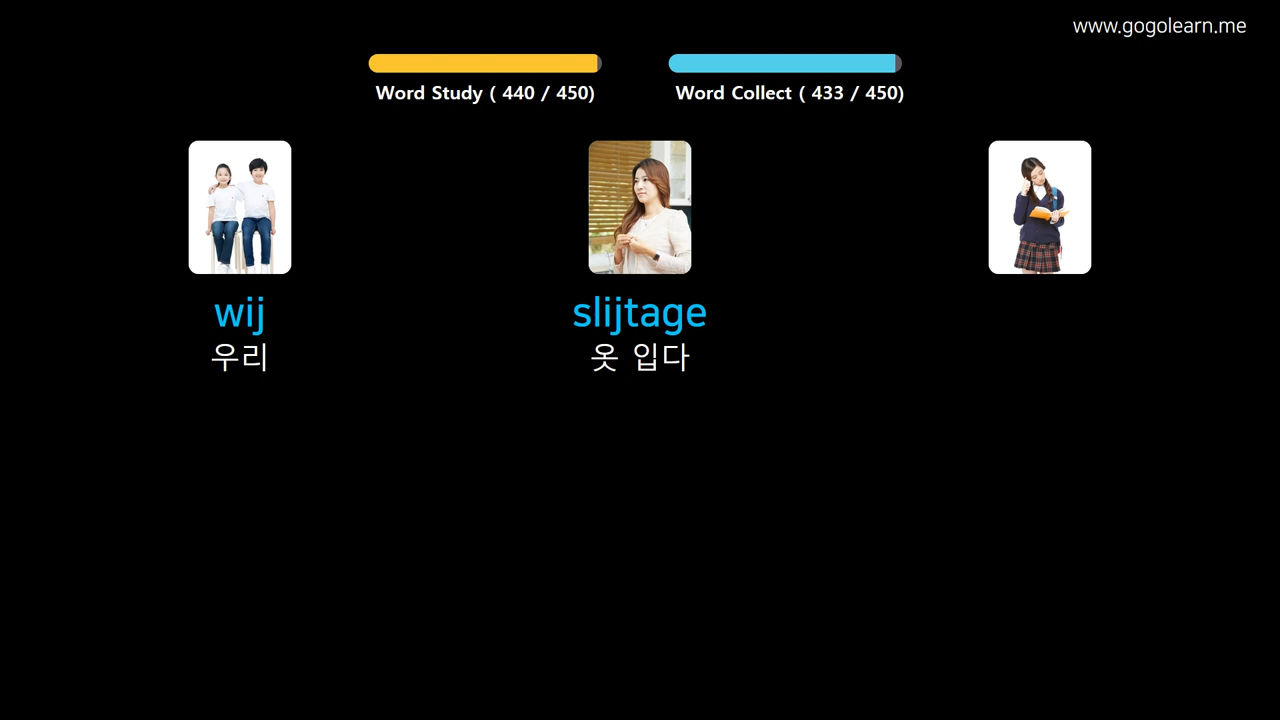 www.gogolearn.me
Word Study ( 440 / 450)
Word Collect ( 433 / 450)
wij
우리
slijtage
옷 입다